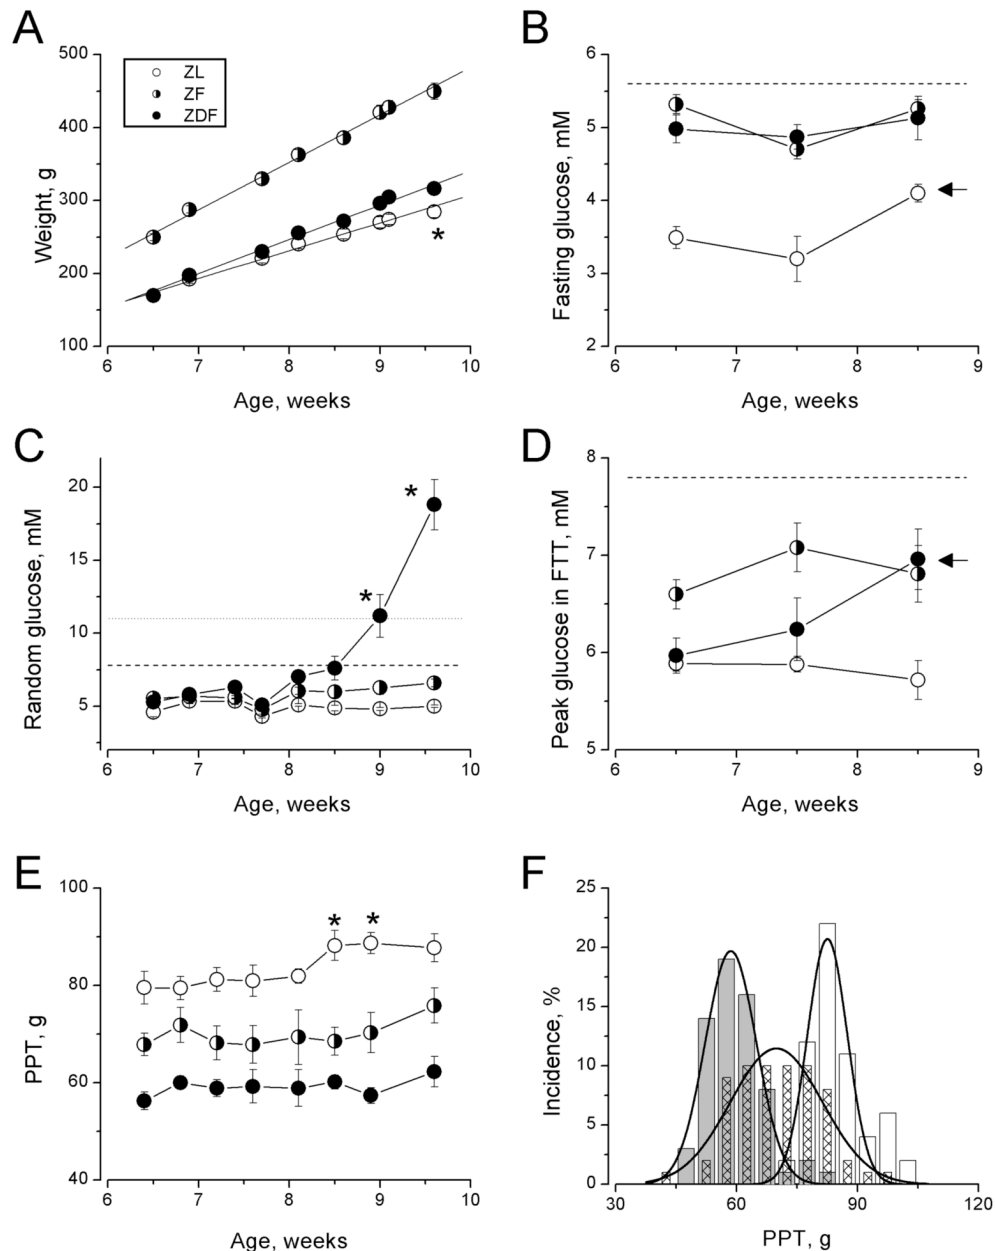 A
Weight, g
500
400
300
200
100
ZL
ZF
ZDF
*
6 7 8 9 10
Age, weeks
B
Fasting glucose, mM
6
5
4
3
2
6 7 8 9
Age, weeks
C
Random glucose, mM
20
15
10
5
*
*
6 7 8 9 10
Age, weeks
D
Peak glucose in FTT, mM
8
7
6
5
6 7 8 9
Age, weeks
E
PPT, g
100
80
60
40
* *
6 7 8 9 10
Age, weeks
F
Incidence, %
25
20
15
10
5
0
30 60 90 120
PPT, g